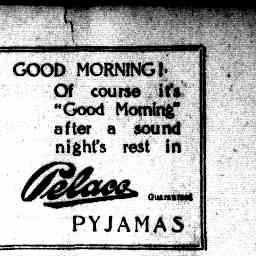 GOOD MORNING!
Of course it's
"Good Morning"
after a sound
night's rest in
Pelaco Guaranteed
PYJAMAS